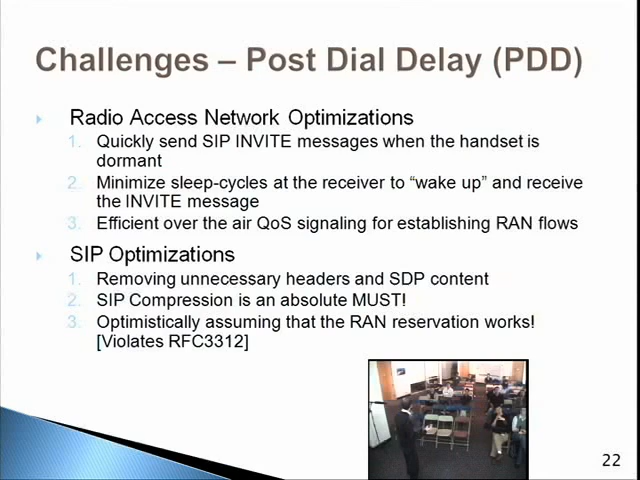 Challenges – Post Dial Delay (PDD)
Radio Access Network Optimizations
1. Quickly send SIP INVITE messages when the handset is
dormant
2. Minimize sleep-cycles at the receiver to “wake up” and receive
the INVITE message
3. Efficient over the air QoS signaling for establishing RAN flows
SIP Optimizations
1. Removing unnecessary headers and SDP content
2. SIP Compression is an absolute MUST!
3. Optimistically assuming that the RAN reservation works!
[Violates RFC3312]
22